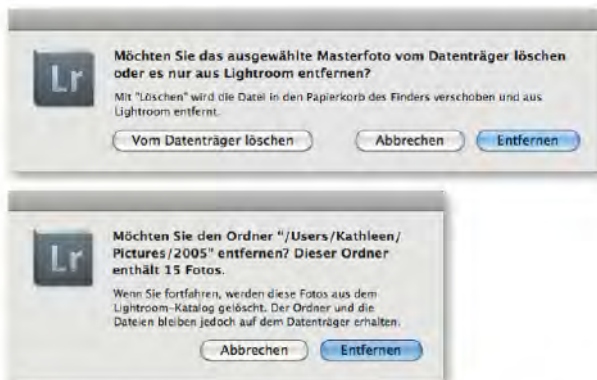 Lr
Möchten Sie das ausgewählte Masterfoto vom Datenträger löschen
oder es nur aus Lightroom entfernen?
Mit "Löschen" wird die Datei in den Papierkorb des Finders verschoben und aus
Lightroom entfernt.
Vom Datenträger löschen Abbrechen Entfernen
Lr
Möchten Sie den Ordner "/Users/Kathleen/
Pictures/2005" entfernen? Dieser Ordner
enthält 15 Fotos.
Wenn Sie fortfahren, werden diese Fotos aus dem
Lightroom-Katalog gelöscht. Der Ordner und die
Dateien bleiben jedoch auf dem Datenträger erhalten.
Abbrechen Entfernen